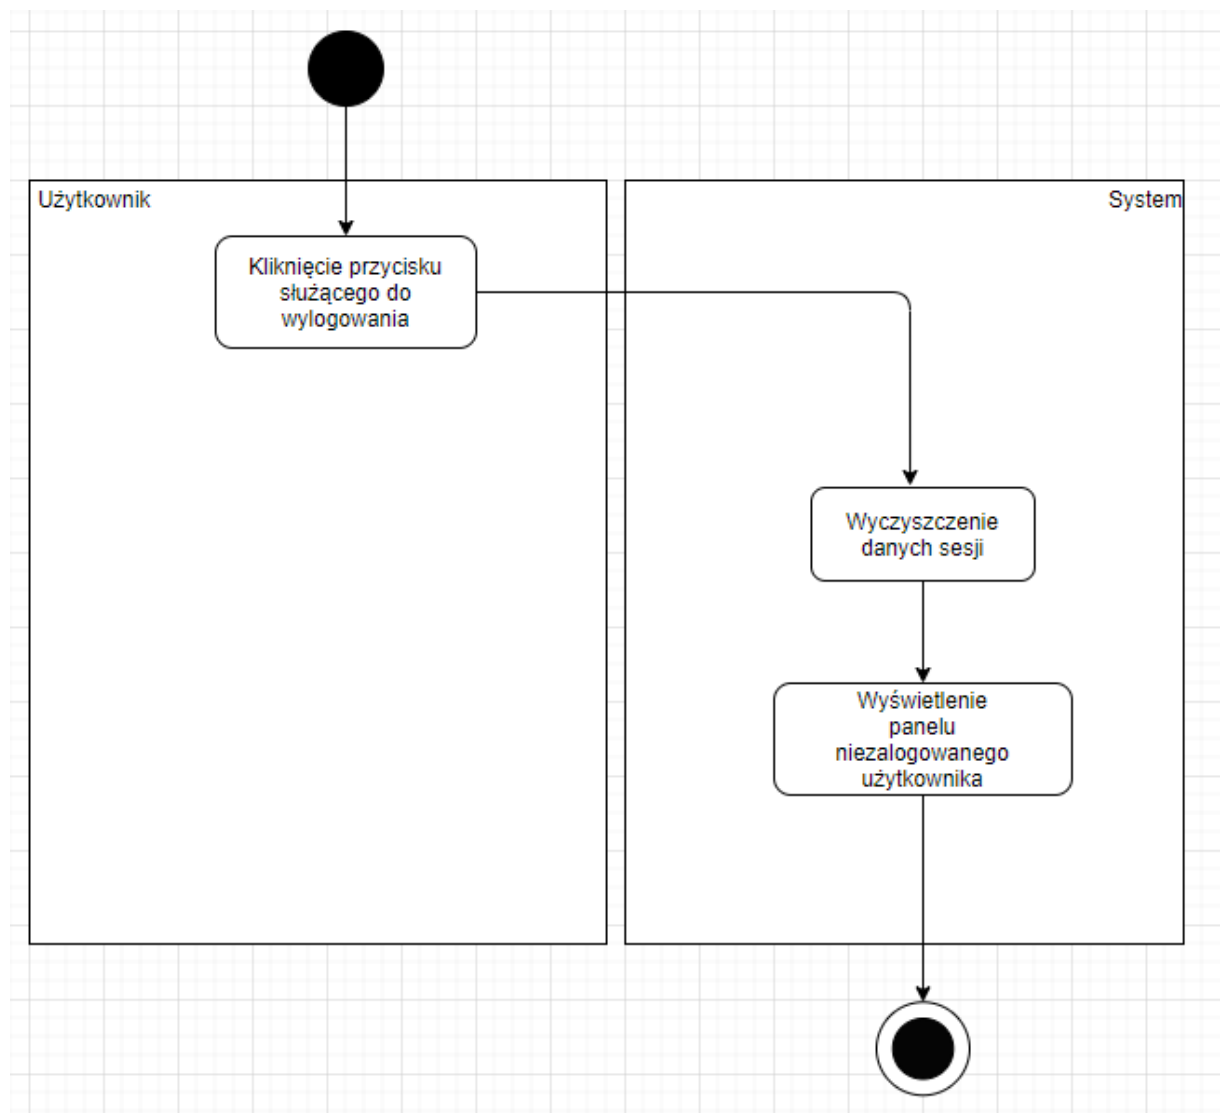 Użytkownik
System
Kliknięcie przycisku
służącego do
wylogowania
Wyczyszczenie
danych sesji
Wyświetlenie
panelu
niezalogowanego
użytkownika